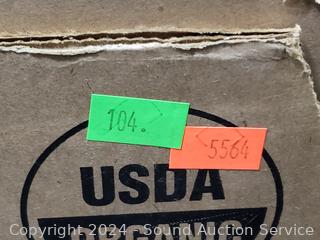 104.
5564
USDA
ORGANIC
Copyright 2024 - Sound Auction Service